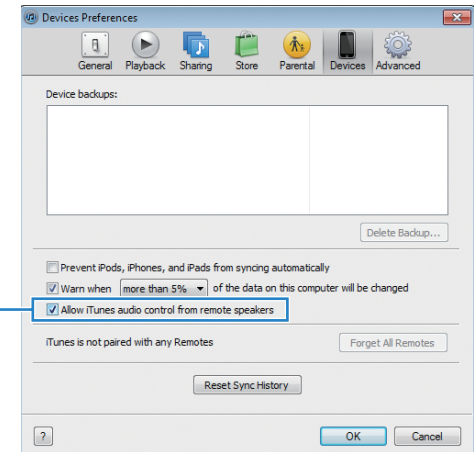 Devices Preferences
General Playback Sharing Store Parental Devices Advanced
Device backups:
Delete Backup...
Prevent iPods, iPhones, and iPads from syncing automatically
Warn when more than 5% of the data on this computer will be changed
Allow iTunes audio control from remote speakers
iTunes is not paired with any Remotes Forget All Remotes
Reset Sync History
? OK Cancel